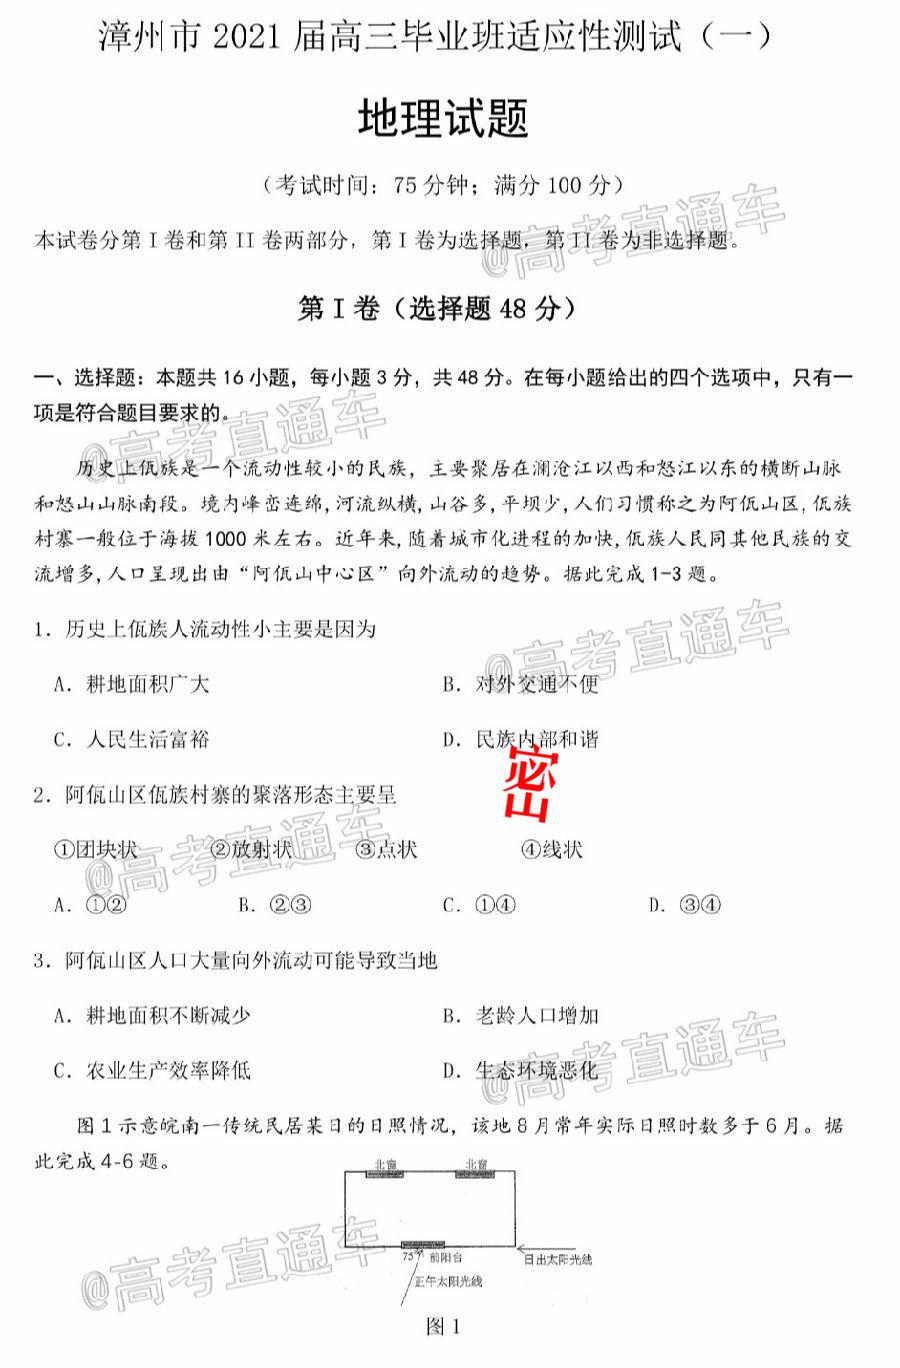 漳州市 2021 届高三毕业班适应性测试（一）
地理试题
（考试时间：75 分钟；满分 100 分）
本试卷分第 I 卷和第 II 卷两部分，第 I 卷为选择题，第 II 卷为非选择题。
第 I 卷（选择题 48 分）
一、选择题：本题共 16 小题，每小题 3 分，共 48 分。在每小题给出的四个选项中，只有一
项是符合题目要求的。
历史上佤族是一个流动性较小的民族，主要聚居在澜沧江以西和怒江以东的横断山脉
和怒山山脉南段。境内峰峦连绵，河流纵横，山谷多，平坝少，人们习惯称之为阿佤山区，佤族
村寨一般位于海拔 1000 米左右。近年来，随着城市化进程的加快，佤族人民同其他民族的交
流增多，人口呈现出由“阿佤山中心区”向外流动的趋势。据此完成 1-3 题。
1．历史上佤族人流动性小主要是因为
A．耕地面积广大 B．对外交通不便
C．人民生活富裕 D．民族内部和谐
2．阿佤山区佤族村寨的聚落形态主要呈
①团块状 ②放射状 ③点状 ④线状
A．①② B．②③ C．①④ D．③④
3．阿佤山区人口大量向外流动可能导致当地
A．耕地面积不断减少 B．老龄人口增加
C．农业生产效率降低 D．生态环境恶化
图 1 示意皖南一传统民居某日的日照情况，该地 8 月常年实际日照时数多于 6 月。据
此完成 4-6 题。
北窗 北窗
75° 前阳台
日出太阳光线
正午太阳光线
图 1
密
@高考直通车
@高考直通车
@高考直通车
@高考直通车
@高考直通车
@高考直通车